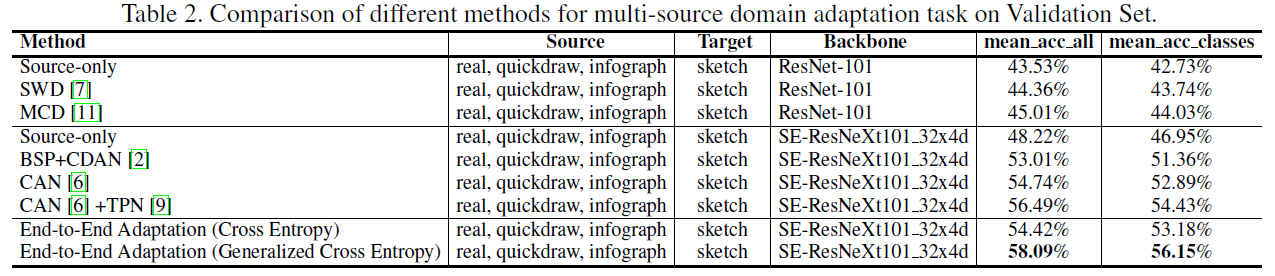 Table 2. Comparison of different methods for multi-source domain adaptation task on Validation Set.
Method Source Target Backbone mean_acc_all mean_acc_classes
Source-only real, quickdraw, infograph sketch ResNet-101 43.53% 42.73%
SWD [7] real, quickdraw, infograph sketch ResNet-101 44.36% 43.74%
MCD [11] real, quickdraw, infograph sketch ResNet-101 45.01% 44.03%
Source-only real, quickdraw, infograph sketch SE-ResNeXt101_32x4d 48.22% 46.95%
BSP+CDAN [2] real, quickdraw, infograph sketch SE-ResNeXt101_32x4d 53.01% 51.36%
CAN [6] real, quickdraw, infograph sketch SE-ResNeXt101_32x4d 54.74% 52.89%
CAN [6] +TPN [9] real, quickdraw, infograph sketch SE-ResNeXt101_32x4d 56.49% 54.43%
End-to-End Adaptation (Cross Entropy) real, quickdraw, infograph sketch SE-ResNeXt101_32x4d 54.42% 53.18%
End-to-End Adaptation (Generalized Cross Entropy) real, quickdraw, infograph sketch SE-ResNeXt101_32x4d 58.09% 56.15%